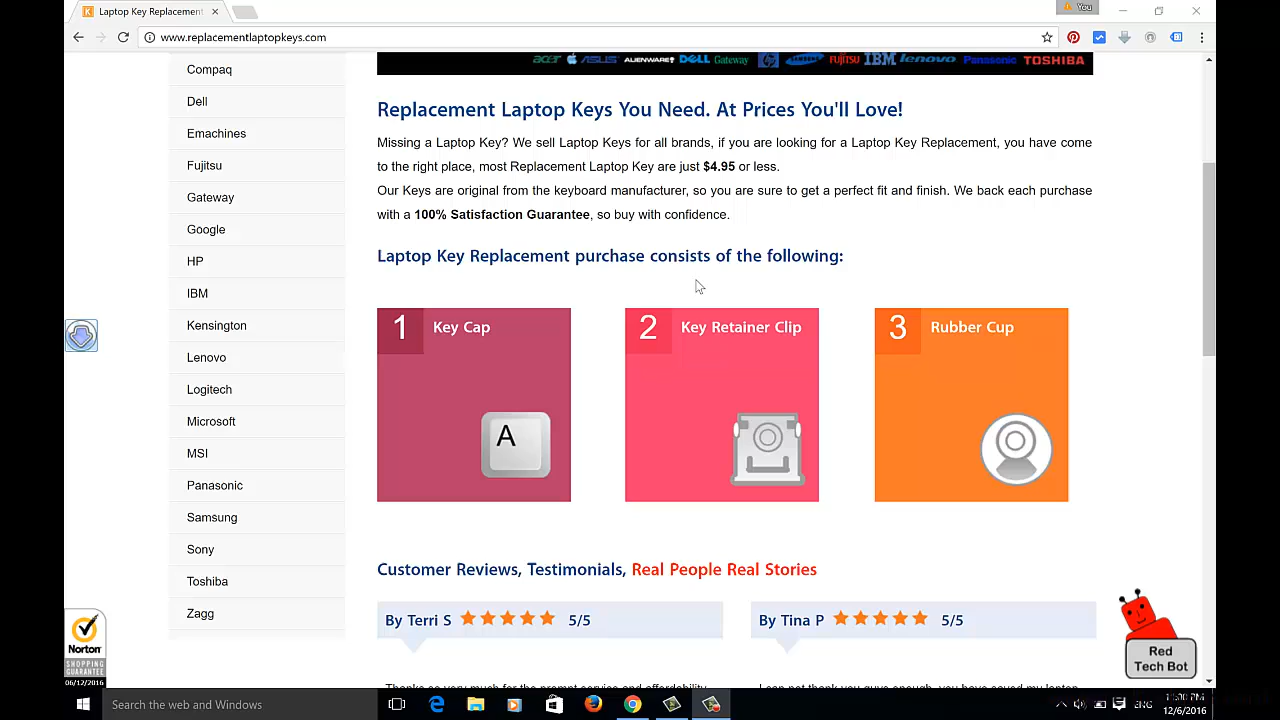 Laptop Key Replacement
You
www.replacementlaptopkeys.com
acer ASUS ALIENWARE DELL Gateway hp SAMSUNG FUJITSU IBM lenovo Panasonic TOSHIBA
Compaq
Dell
Emachines
Fujitsu
Gateway
Google
HP
IBM
Kensington
Lenovo
Logitech
Microsoft
MSI
Panasonic
Samsung
Sony
Toshiba
Zagg
Replacement Laptop Keys You Need. At Prices You'll Love!
Missing a Laptop Key? We sell Laptop Keys for all brands, if you are looking for a Laptop Key Replacement, you have come
to the right place, most Replacement Laptop Key are just $4.95 or less.
Our Keys are original from the keyboard manufacturer, so you are sure to get a perfect fit and finish. We back each purchase
with a 100% Satisfaction Guarantee, so buy with confidence.
Laptop Key Replacement purchase consists of the following:
1 Key Cap
A
2 Key Retainer Clip
3 Rubber Cup
Customer Reviews, Testimonials, Real People Real Stories
By Terri S 5/5
By Tina P 5/5
Norton
SHOPPING
GUARANTEE
06/12/2016
Red
Tech Bot
Search the web and Windows
ENG
12/6/2016